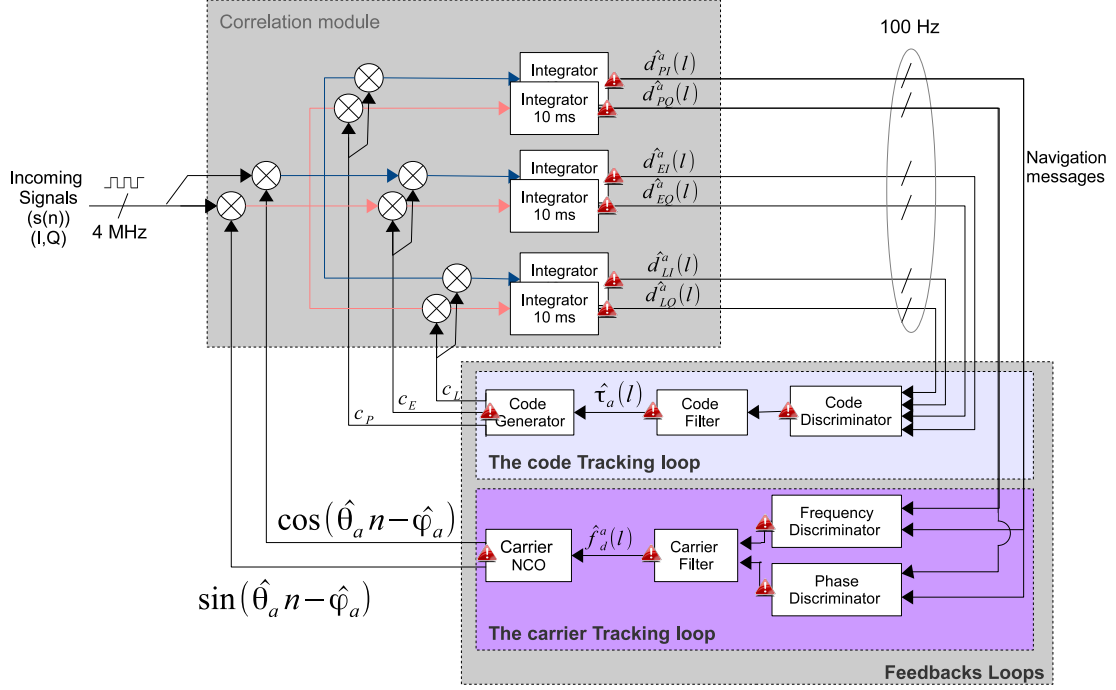 Correlation module
100 Hz
Integrator
Integrator
10 ms
d̂ᵃ_PI(l)
d̂ᵃ_PQ(l)
Integrator
Integrator
10 ms
d̂ᵃ_EI(l)
d̂ᵃ_EQ(l)
Navigation
messages
Incoming
Signals
(s(n))
(I,Q)
4 MHz
Integrator
Integrator
10 ms
d̂ᵃ_LI(l)
d̂ᵃ_LQ(l)
c_L
c_E
c_P
Code
Generator
τ̂_a(l)
Code
Filter
Code
Discriminator
The code Tracking loop
cos(θ̂_a n−φ̂_a)
sin(θ̂_a n−φ̂_a)
Carrier
NCO
f̂ᵃ_d(l)
Carrier
Filter
Frequency
Discriminator
Phase
Discriminator
The carrier Tracking loop
Feedbacks Loops